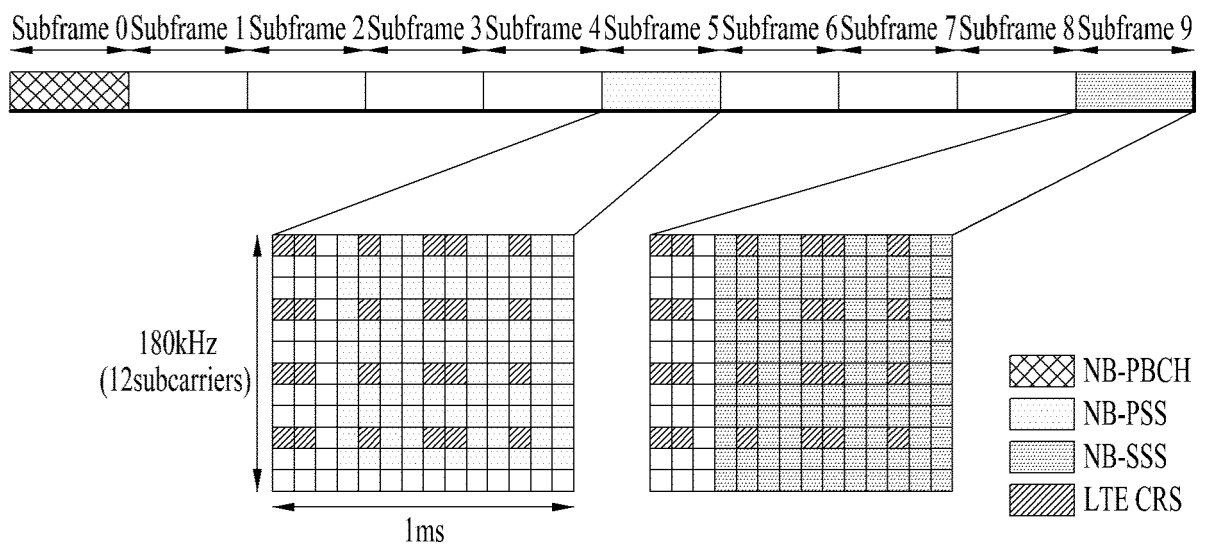 Subframe 0 Subframe 1 Subframe 2 Subframe 3 Subframe 4 Subframe 5 Subframe 6 Subframe 7 Subframe 8 Subframe 9
180kHz
(12subcarriers)
1ms
NB-PBCH
NB-PSS
NB-SSS
LTE CRS